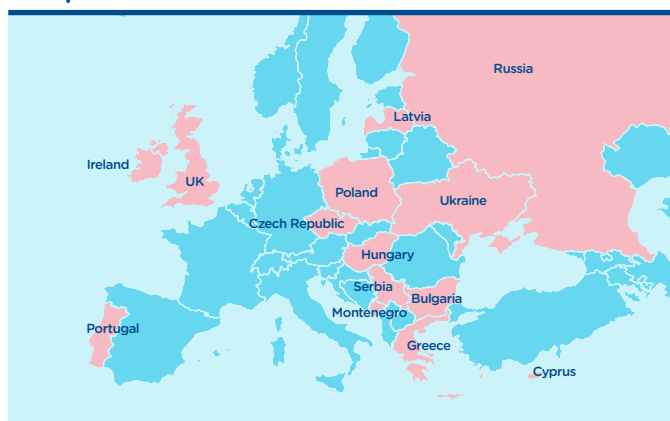 Russia
Latvia
Ireland
UK
Poland
Ukraine
Czech Republic
Hungary
Serbia
Bulgaria
Montenegro
Portugal
Greece
Cyprus